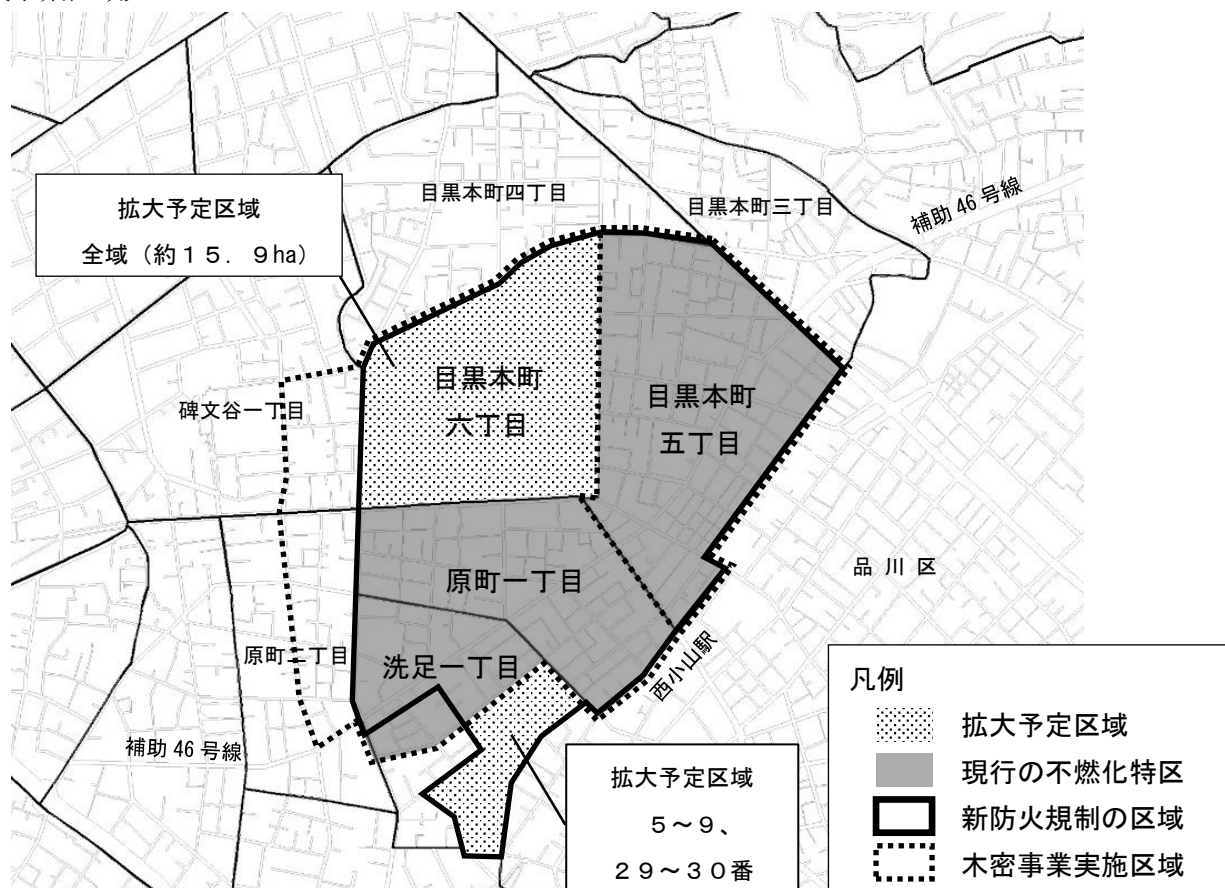 目黒本町四丁目
目黒本町三丁目
補助46号線
拡大予定区域
全域（約１５．９ha）
目黒本町
六丁目
目黒本町
五丁目
碑文谷一丁目
品川区
原町一丁目
原町二丁目
洗足一丁目
西小山駅
補助46号線
拡大予定区域
５～９、
２９～３０番
凡例
拡大予定区域
現行の不燃化特区
新防火規制の区域
木密事業実施区域